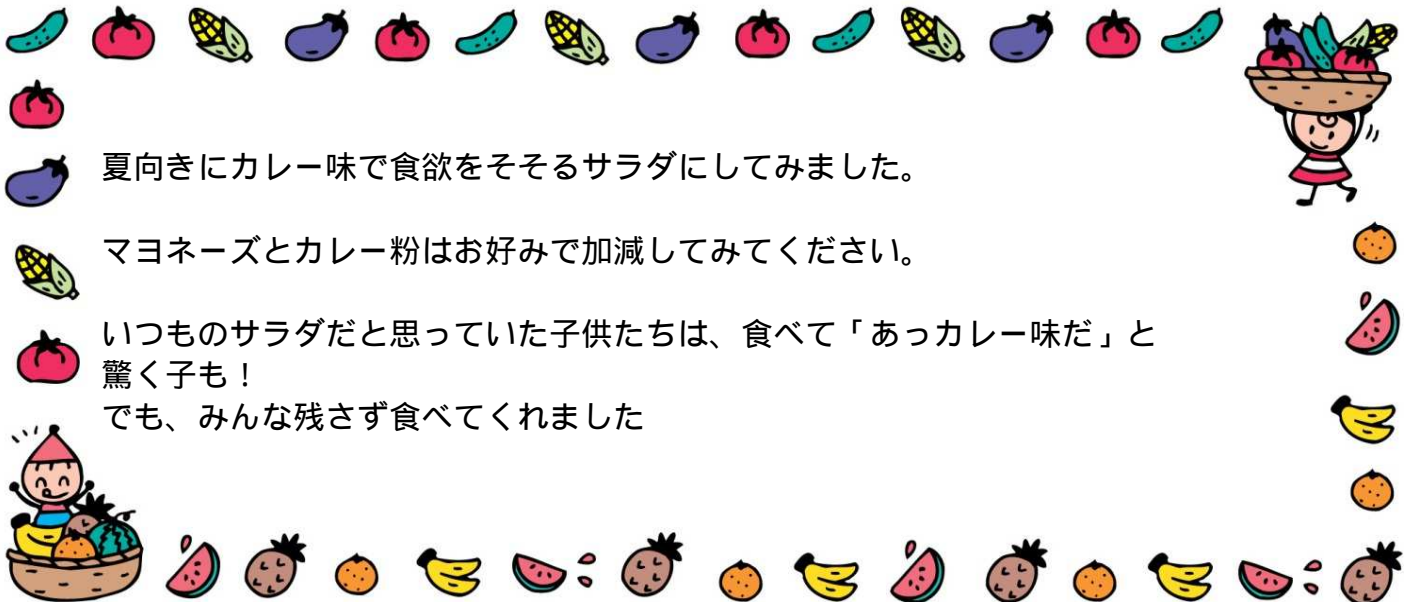 夏向きにカレー味で食欲をそそるサラダにしてみました。
マヨネーズとカレー粉はお好みで加減してみてください。
いつものサラダだと思っていた子供たちは、食べて「あっカレー味だ」と
驚く子も！
でも、みんな残さず食べてくれました